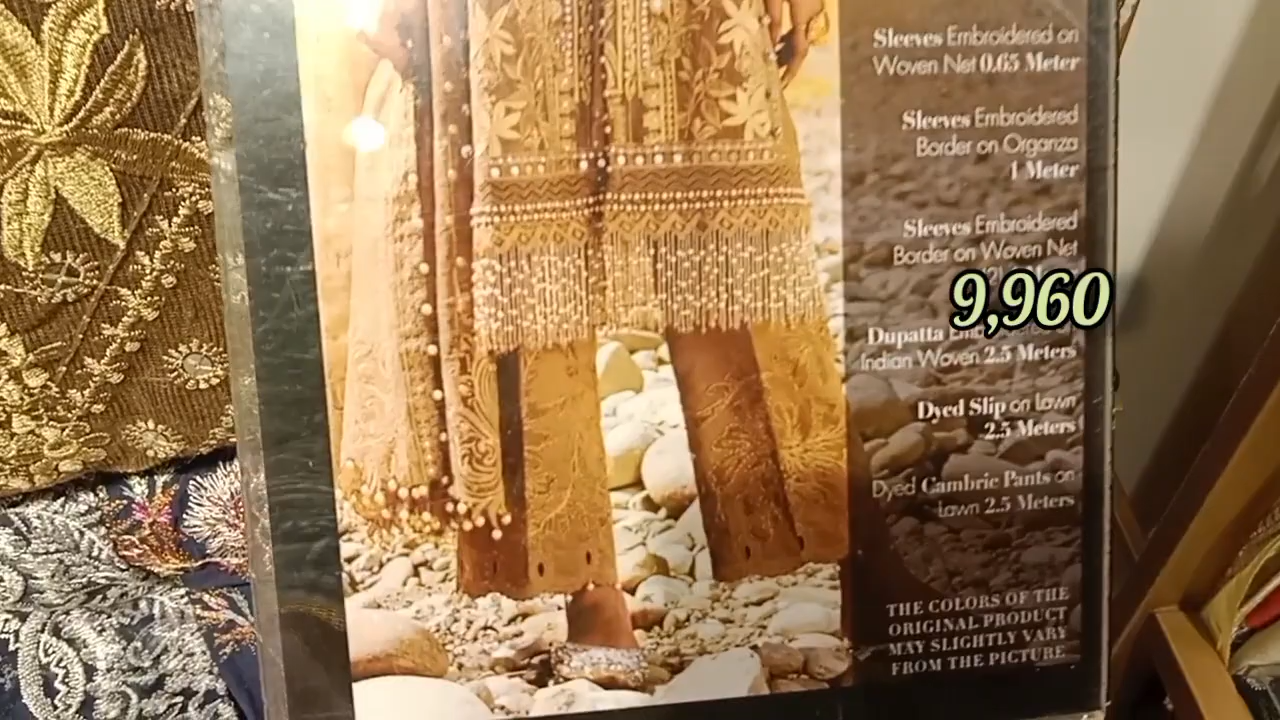 Sleeves Embroidered on
Woven Net 0.65 Meter
Sleeves Embroidered
Border on Organza
1 Meter
Sleeves Embroidered
Border on Woven Net
9,960
Dupatta
Indian Woven 2.5 Meters
Dyed Slip on Lawn
2.5 Meters
Dyed Cambric Pants on
Lawn 2.5 Meters
THE COLORS OF THE
ORIGINAL PRODUCT
MAY SLIGHTLY VARY
FROM THE PICTURE